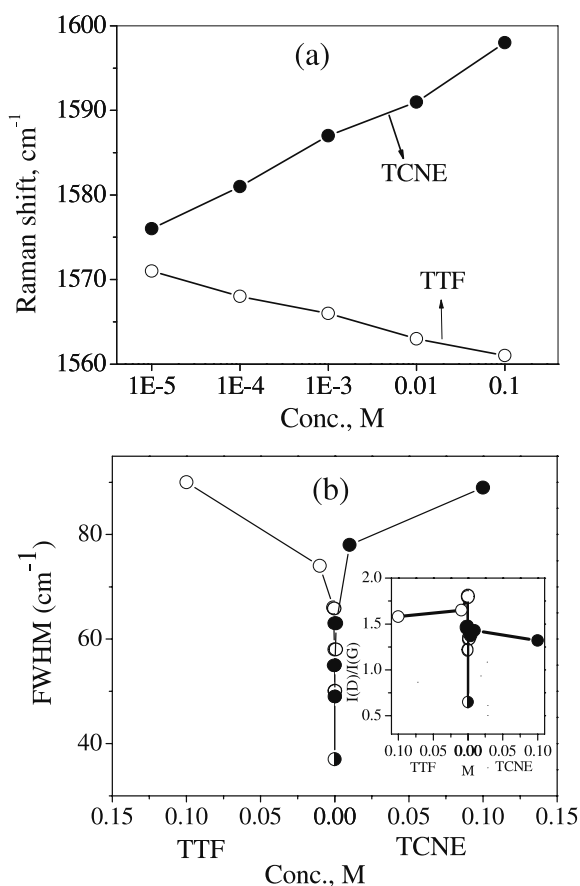 (a)
Raman shift, cm-1
1600
1590
1580
1570
1560
TCNE
TTF
1E-5 1E-4 1E-3 0.01 0.1
Conc., M
(b)
FWHM (cm-1)
80
60
40
I(D)/I(G)
2.0
1.5
1.0
0.5
0.10 0.05 0.00 0.05 0.10
TTF M TCNE
0.15 0.10 0.05 0.00 0.05 0.10 0.15
TTF TCNE
Conc., M